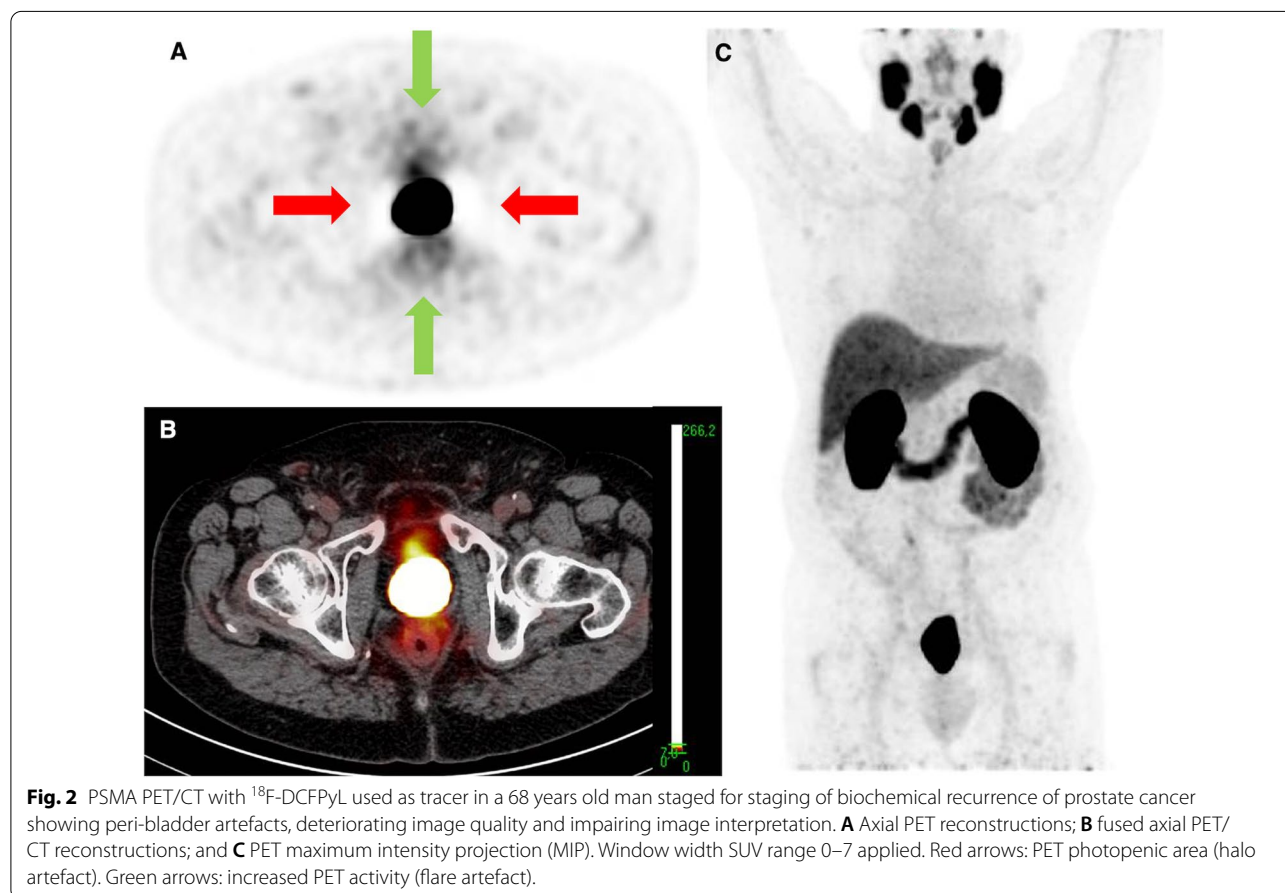 A
C
B
266,2
7,0
0
0
Fig. 2 PSMA PET/CT with 18F-DCFPyL used as tracer in a 68 years old man staged for staging of biochemical recurrence of prostate cancer
showing peri-bladder artefacts, deteriorating image quality and impairing image interpretation. A Axial PET reconstructions; B fused axial PET/
CT reconstructions; and C PET maximum intensity projection (MIP). Window width SUV range 0–7 applied. Red arrows: PET photopenic area (halo
artefact). Green arrows: increased PET activity (flare artefact).